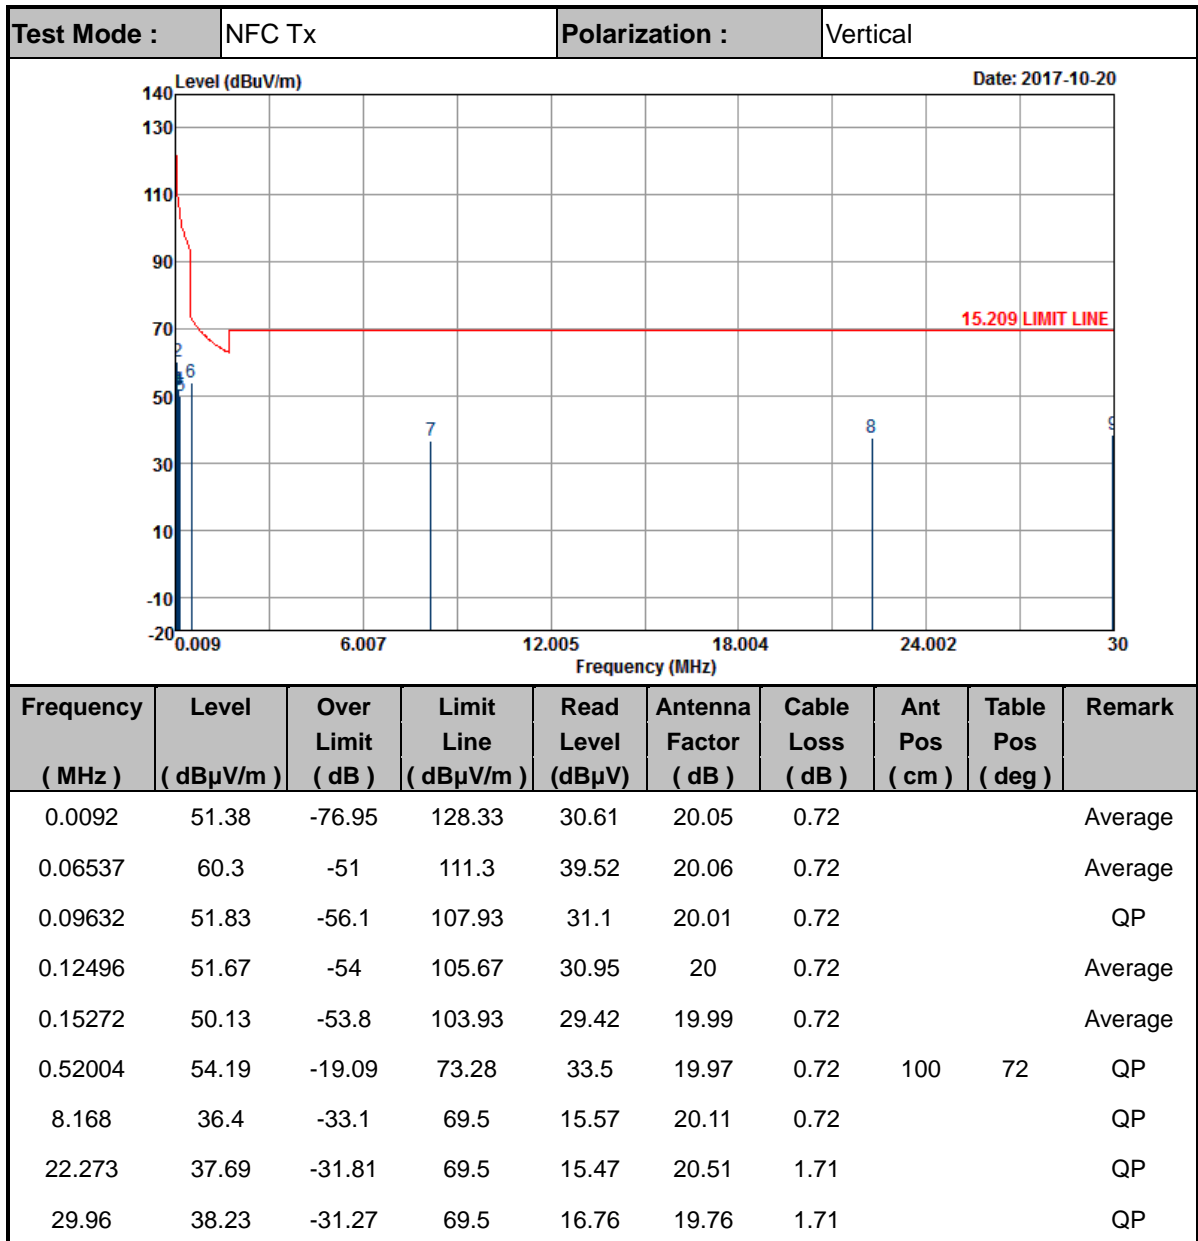 Test Mode : NFC Tx Polarization : Vertical
Level (dBuV/m) Date: 2017-10-20
140
130
110
90
15.209 LIMIT LINE
70
2
6
5
50
7
8
9
30
10
-10
-20
0.009 6.007 12.005 18.004 24.002 30
Frequency (MHz)
Frequency Level Over Limit Read Antenna Cable Ant Table Remark
Limit Line Level Factor Loss Pos Pos
( MHz ) ( dBµV/m ) ( dB ) ( dBµV/m ) (dBµV) ( dB ) ( dB ) ( cm ) ( deg )
0.0092 51.38 -76.95 128.33 30.61 20.05 0.72 Average
0.06537 60.3 -51 111.3 39.52 20.06 0.72 Average
0.09632 51.83 -56.1 107.93 31.1 20.01 0.72 QP
0.12496 51.67 -54 105.67 30.95 20 0.72 Average
0.15272 50.13 -53.8 103.93 29.42 19.99 0.72 Average
0.52004 54.19 -19.09 73.28 33.5 19.97 0.72 100 72 QP
8.168 36.4 -33.1 69.5 15.57 20.11 0.72 QP
22.273 37.69 -31.81 69.5 15.47 20.51 1.71 QP
29.96 38.23 -31.27 69.5 16.76 19.76 1.71 QP